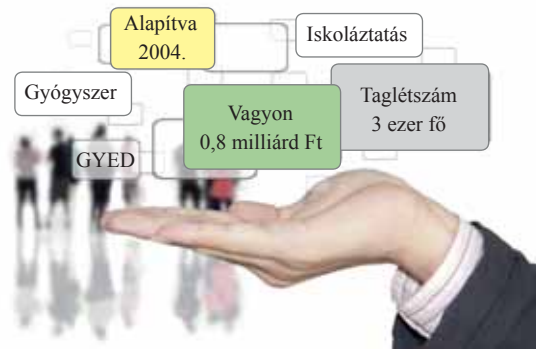 Alapítva
2004.
Iskoláztatás
Gyógyszer
Vagyon
0,8 milliárd Ft
Taglétszám
3 ezer fő
GYED